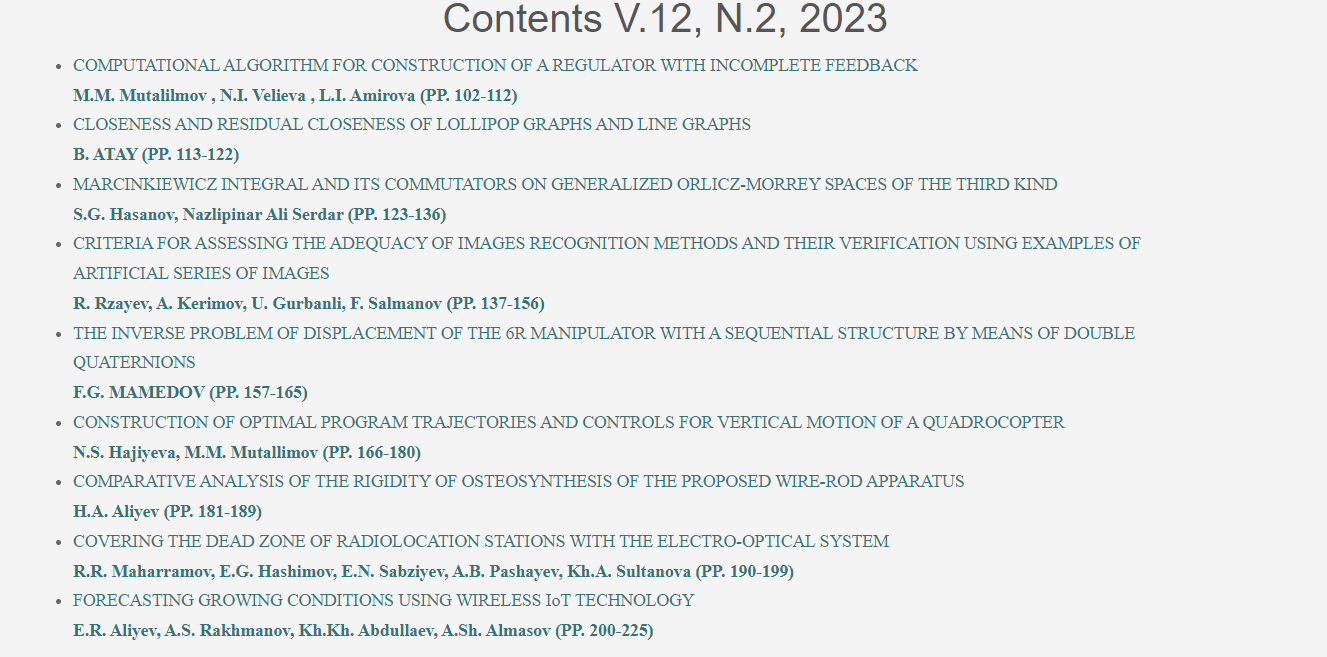 Contents V.12, N.2, 2023
COMPUTATIONAL ALGORITHM FOR CONSTRUCTION OF A REGULATOR WITH INCOMPLETE FEEDBACK
M.M. Mutalilmov , N.I. Velieva , L.I. Amirova (PP. 102-112)
CLOSENESS AND RESIDUAL CLOSENESS OF LOLLIPOP GRAPHS AND LINE GRAPHS
B. ATAY (PP. 113-122)
MARCINKIEWICZ INTEGRAL AND ITS COMMUTATORS ON GENERALIZED ORLICZ-MORREY SPACES OF THE THIRD KIND
S.G. Hasanov, Nazlipinar Ali Serdar (PP. 123-136)
CRITERIA FOR ASSESSING THE ADEQUACY OF IMAGES RECOGNITION METHODS AND THEIR VERIFICATION USING EXAMPLES OF
ARTIFICIAL SERIES OF IMAGES
R. Rzayev, A. Kerimov, U. Gurbanli, F. Salmanov (PP. 137-156)
THE INVERSE PROBLEM OF DISPLACEMENT OF THE 6R MANIPULATOR WITH A SEQUENTIAL STRUCTURE BY MEANS OF DOUBLE
QUATERNIONS
F.G. MAMEDOV (PP. 157-165)
CONSTRUCTION OF OPTIMAL PROGRAM TRAJECTORIES AND CONTROLS FOR VERTICAL MOTION OF A QUADROCOPTER
N.S. Hajiyeva, M.M. Mutallimov (PP. 166-180)
COMPARATIVE ANALYSIS OF THE RIGIDITY OF OSTEOSYNTHESIS OF THE PROPOSED WIRE-ROD APPARATUS
H.A. Aliyev (PP. 181-189)
COVERING THE DEAD ZONE OF RADIOLOCATION STATIONS WITH THE ELECTRO-OPTICAL SYSTEM
R.R. Maharramov, E.G. Hashimov, E.N. Sabziyev, A.B. Pashayev, Kh.A. Sultanova (PP. 190-199)
FORECASTING GROWING CONDITIONS USING WIRELESS IoT TECHNOLOGY
E.R. Aliyev, A.S. Rakhmanov, Kh.Kh. Abdullaev, A.Sh. Almasov (PP. 200-225)